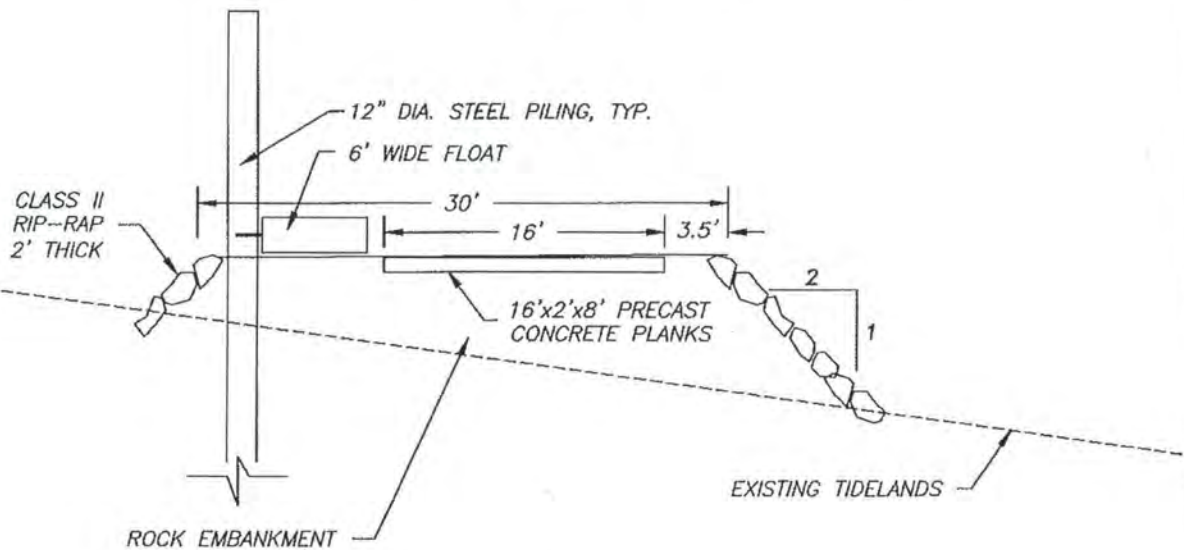 12" DIA. STEEL PILING, TYP.
6' WIDE FLOAT
CLASS II
RIP-RAP
2' THICK
30'
16'
3.5'
2
1
16'x2'x8' PRECAST
CONCRETE PLANKS
EXISTING TIDELANDS
ROCK EMBANKMENT